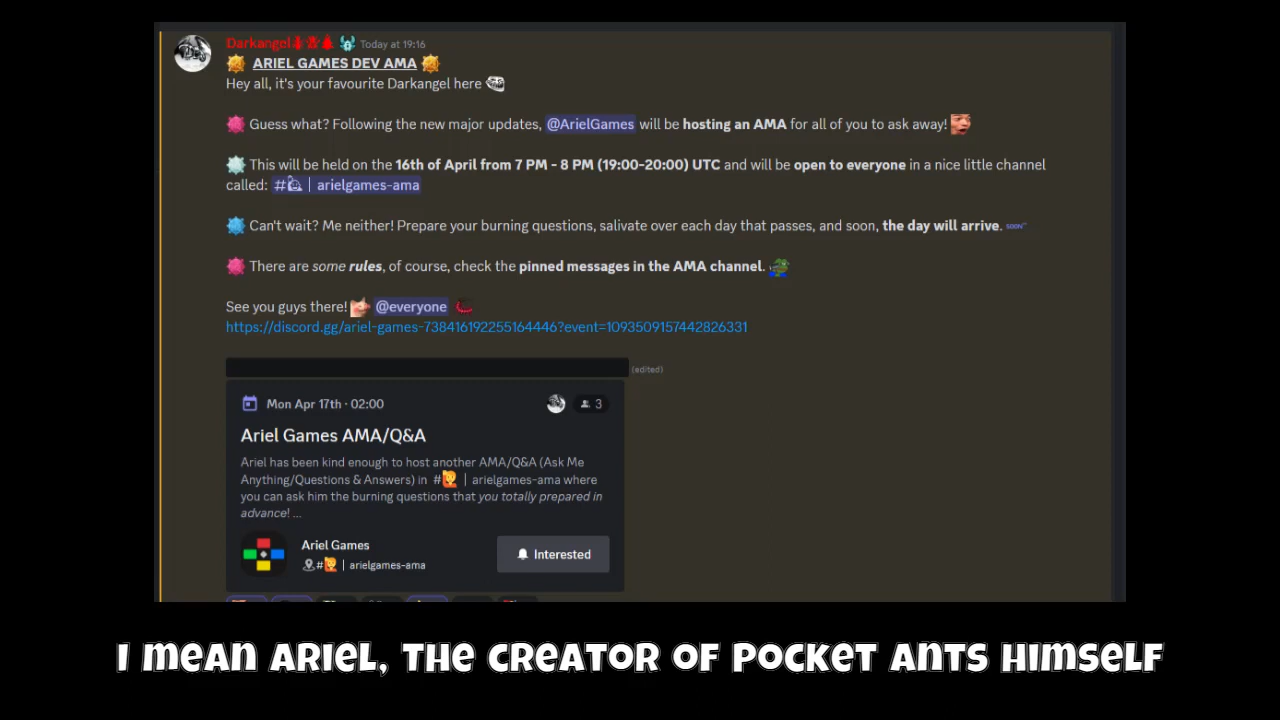 Darkangel Today at 19:16
ARIEL GAMES DEV AMA
Hey all, it's your favourite Darkangel here
Guess what? Following the new major updates, @ArielGames will be hosting an AMA for all of you to ask away!
This will be held on the 16th of April from 7 PM - 8 PM (19:00-20:00) UTC and will be open to everyone in a nice little channel
called: # | arielgames-ama
Can't wait? Me neither! Prepare your burning questions, salivate over each day that passes, and soon, the day will arrive. SOON™
There are some rules, of course, check the pinned messages in the AMA channel.
See you guys there! @everyone
https://discord.gg/ariel-games-738416192255164446?event=1093509157442826331
(edited)
Mon Apr 17th · 02:00 3
Ariel Games AMA/Q&A
Ariel has been kind enough to host another AMA/Q&A (Ask Me
Anything/Questions & Answers) in # | arielgames-ama where
you can ask him the burning questions that you totally prepared in
advance! ...
Ariel Games
# | arielgames-ama
Interested
I MEAN ARIEL, THE CREATOR OF POCKET ANTS HIMSELF